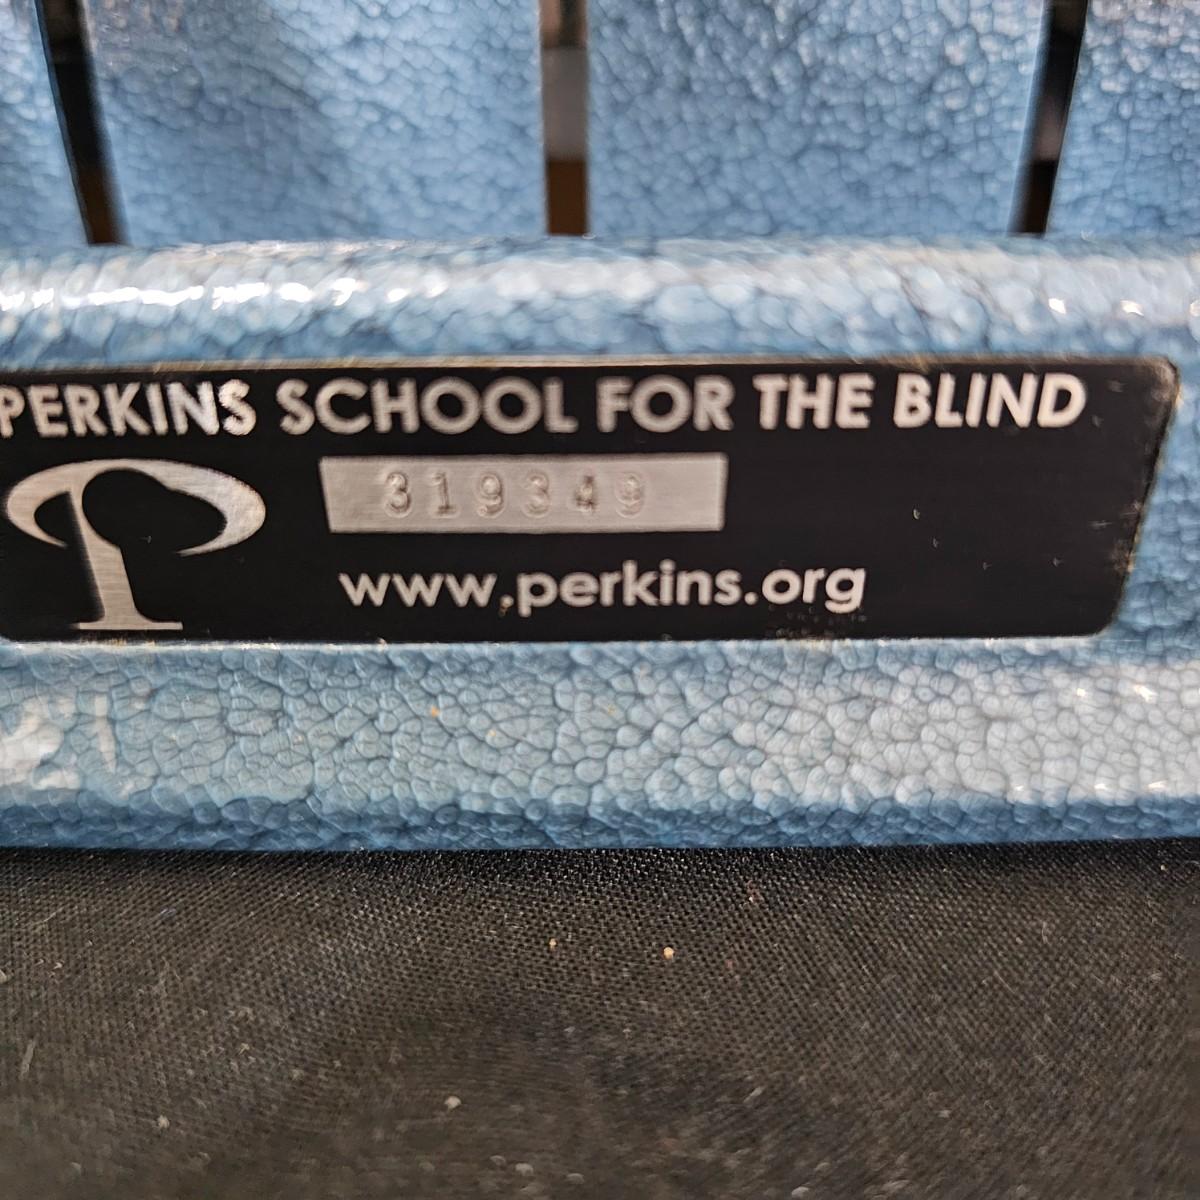 PERKINS SCHOOL FOR THE BLIND
319349
www.perkins.org